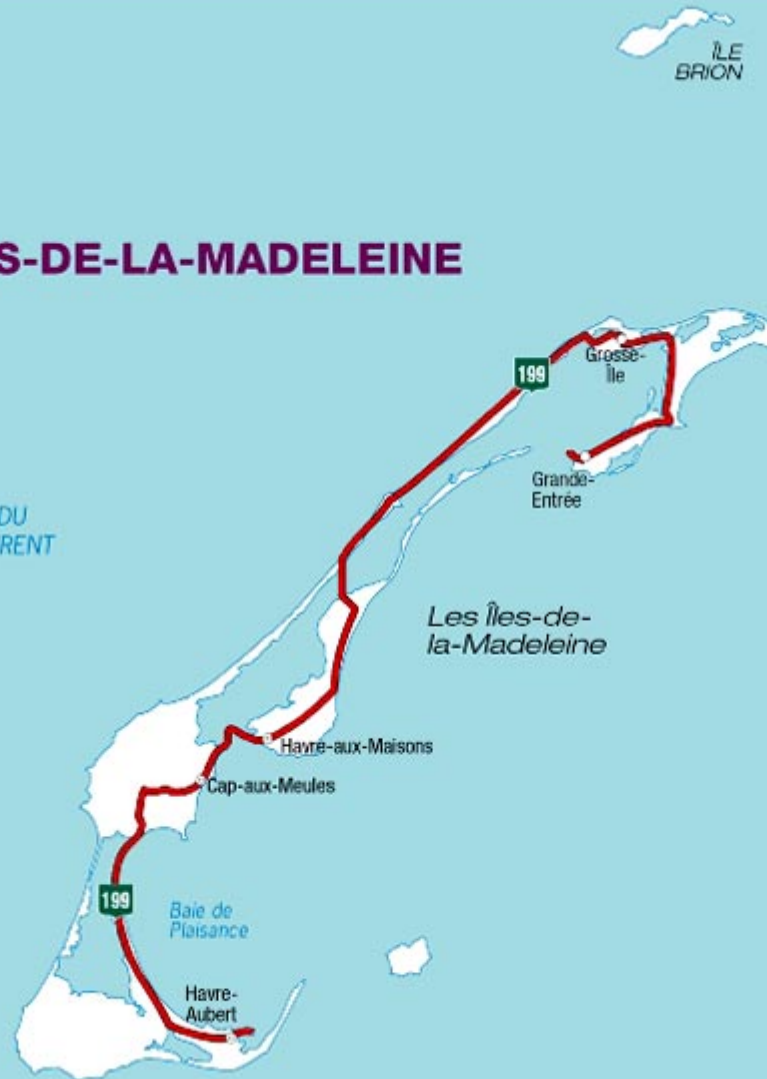 ÎLE
BRION
S-DE-LA-MADELEINE
199
Grosse-
Île
Grande-
Entrée
DU
RENT
Les Îles-de-
la-Madeleine
Havre-aux-Maisons
Cap-aux-Meules
199
Baie de
Plaisance
Havre-
Aubert